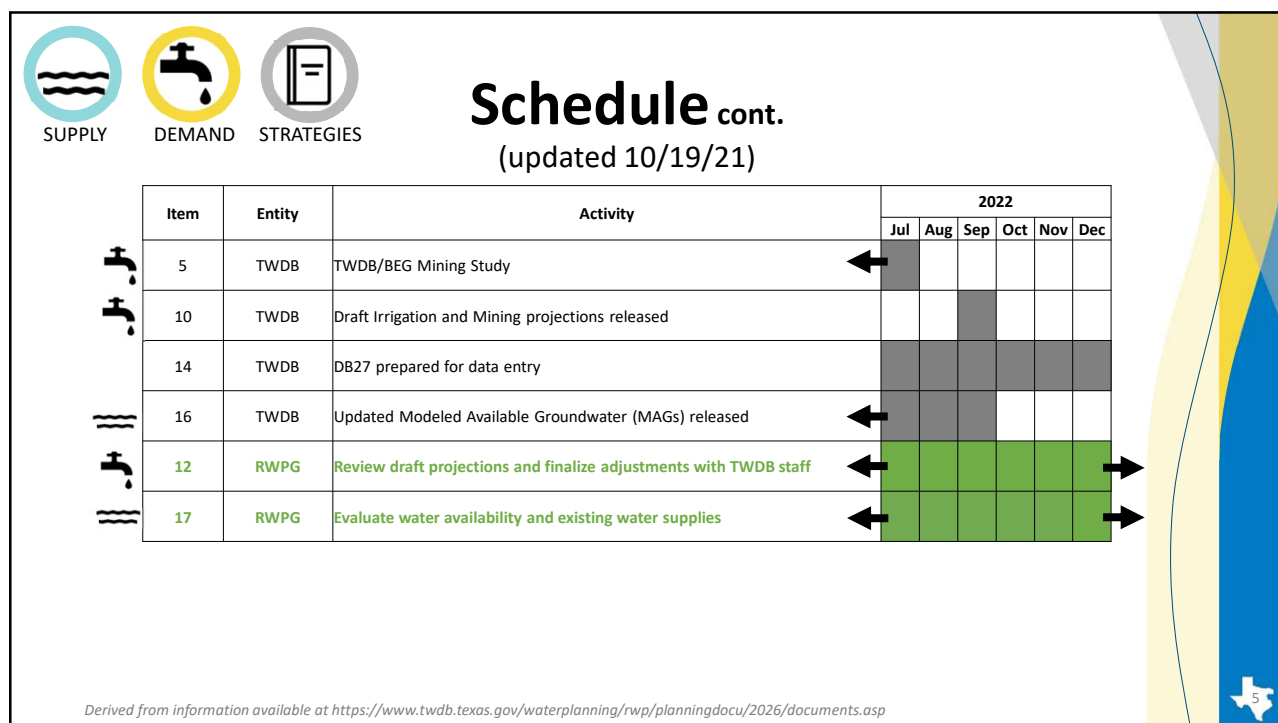 SUPPLY DEMAND STRATEGIES
Schedule cont.
(updated 10/19/21)
Item Entity Activity 2022
Jul Aug Sep Oct Nov Dec
5 TWDB TWDB/BEG Mining Study
10 TWDB Draft Irrigation and Mining projections released
14 TWDB DB27 prepared for data entry
16 TWDB Updated Modeled Available Groundwater (MAGs) released
12 RWPG Review draft projections and finalize adjustments with TWDB staff
17 RWPG Evaluate water availability and existing water supplies
Derived from information available at https://www.twdb.texas.gov/waterplanning/rwp/planningdocu/2026/documents.asp
5